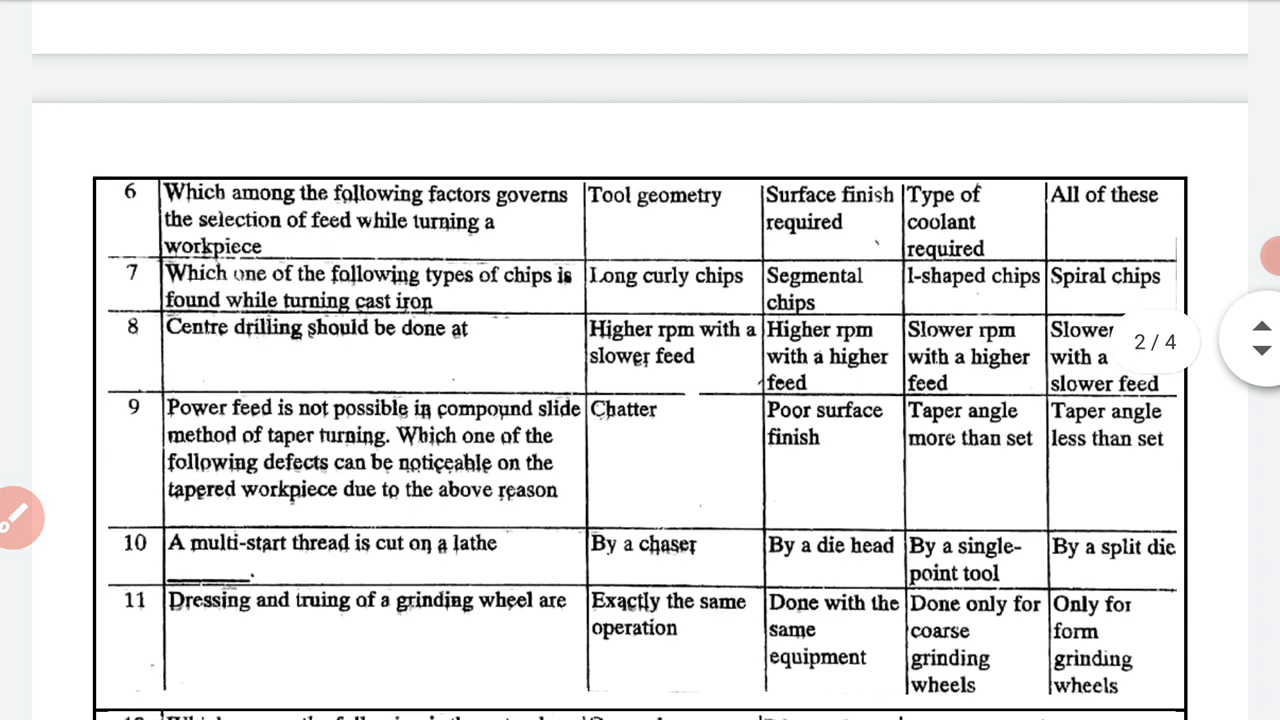 6 Which among the following factors governs the selection of feed while turning a workpiece Tool geometry Surface finish required Type of coolant required All of these
7 Which one of the following types of chips is found while turning cast iron Long curly chips Segmental chips I-shaped chips Spiral chips
8 Centre drilling should be done at Higher rpm with a slower feed Higher rpm with a higher feed Slower rpm with a higher feed Slower with a slower feed
2 / 4
9 Power feed is not possible in compound slide method of taper turning. Which one of the following defects can be noticeable on the tapered workpiece due to the above reason Chatter Poor surface finish Taper angle more than set Taper angle less than set
10 A multi-start thread is cut on a lathe ________. By a chaser By a die head By a single-point tool By a split die
11 Dressing and truing of a grinding wheel are Exactly the same operation Done with the same equipment Done only for coarse grinding wheels Only for form grinding wheels